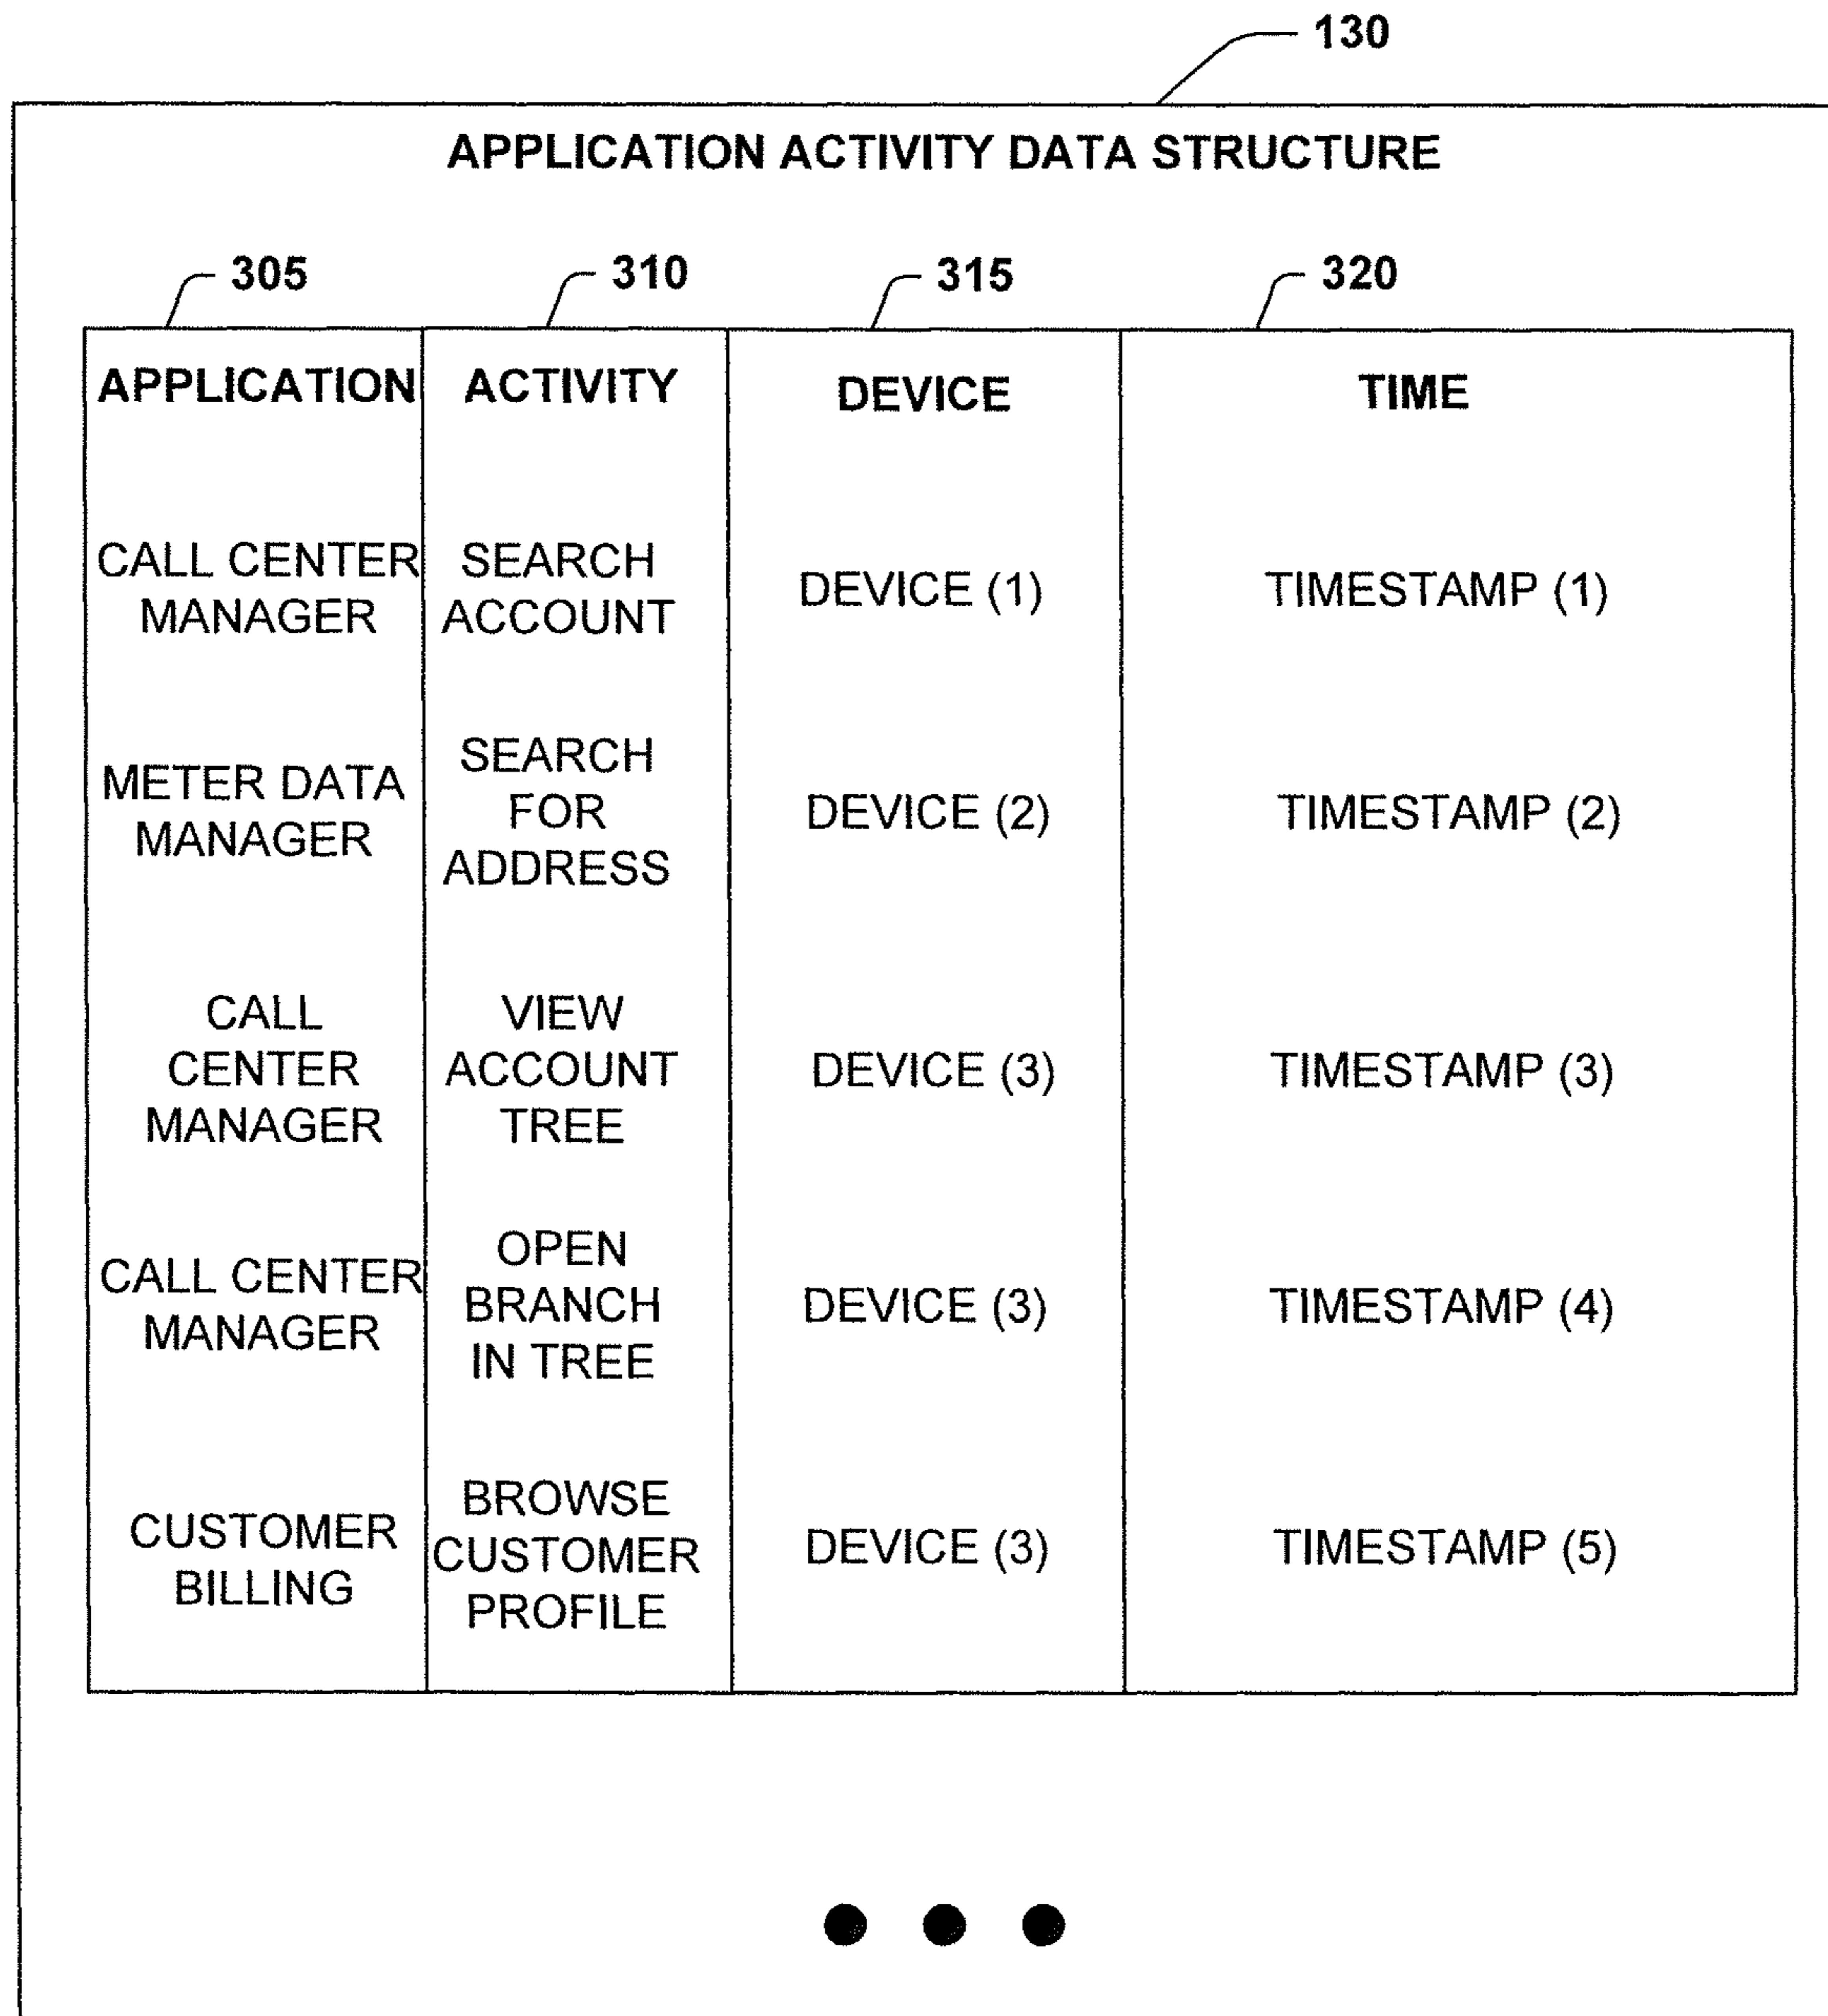 130
APPLICATION ACTIVITY DATA STRUCTURE
305 310 315 320
APPLICATION ACTIVITY DEVICE TIME
CALL CENTER
MANAGER
SEARCH
ACCOUNT
DEVICE (1)
TIMESTAMP (1)
METER DATA
MANAGER
SEARCH
FOR
ADDRESS
DEVICE (2)
TIMESTAMP (2)
CALL
CENTER
MANAGER
VIEW
ACCOUNT
TREE
DEVICE (3)
TIMESTAMP (3)
CALL CENTER
MANAGER
OPEN
BRANCH
IN TREE
DEVICE (3)
TIMESTAMP (4)
CUSTOMER
BILLING
BROWSE
CUSTOMER
PROFILE
DEVICE (3)
TIMESTAMP (5)